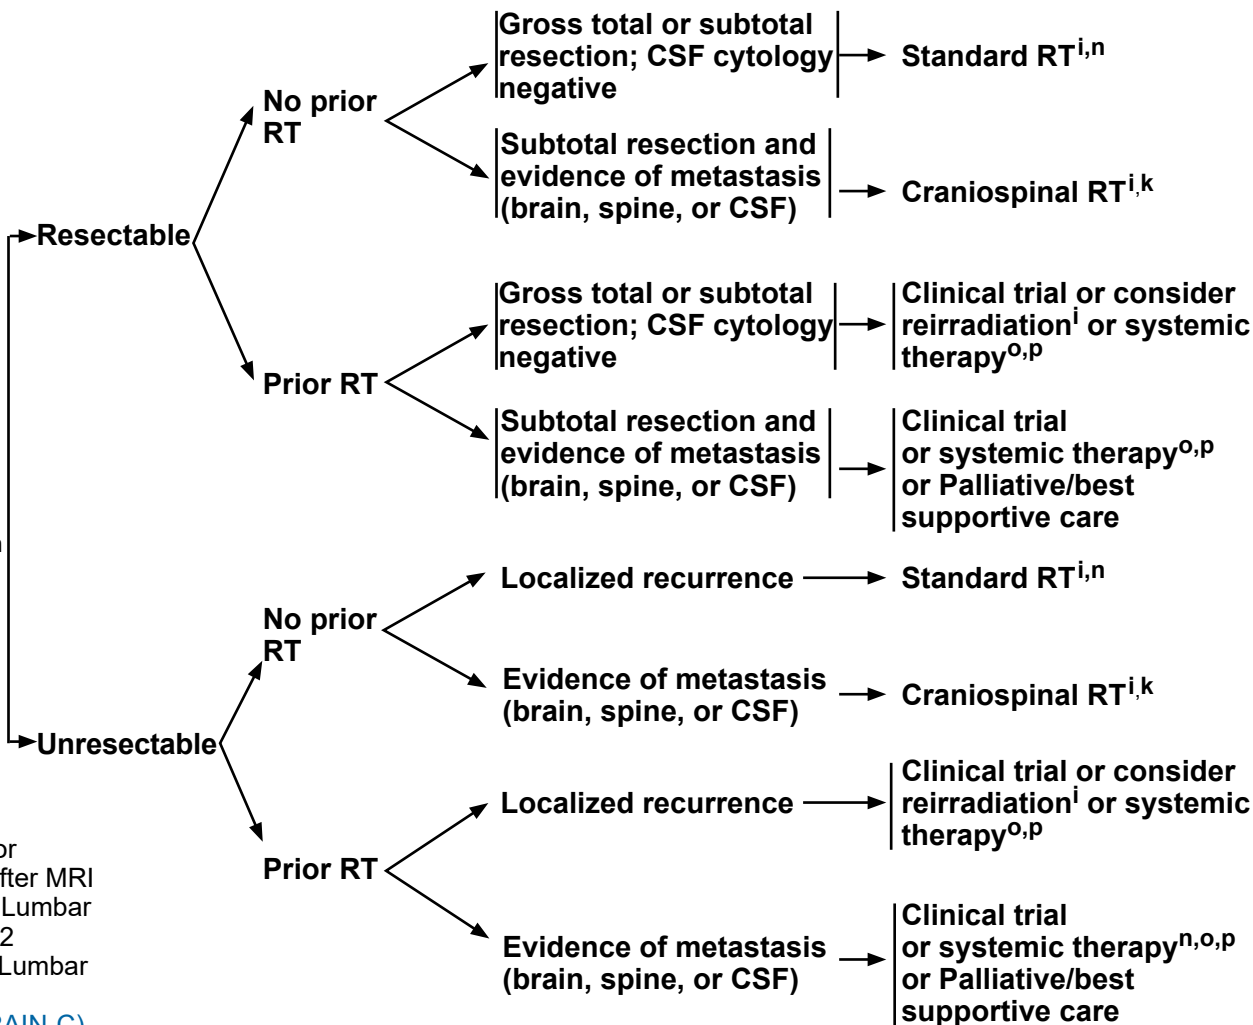 Gross total or subtotal
resection; CSF cytology
negative
Standard RTi,n
No prior
RT
Subtotal resection and
evidence of metastasis
(brain, spine, or CSF)
Craniospinal RTi,k
Resectable
Gross total or subtotal
resection; CSF cytology
negative
Clinical trial or consider
reirradiationi or systemic
therapyo,p
Prior RT
Subtotal resection and
evidence of metastasis
(brain, spine, or CSF)
Clinical trial
or systemic therapyo,p
or Palliative/best
supportive care
Localized recurrence
Standard RTi,n
No prior
RT
Evidence of metastasis
(brain, spine, or CSF)
Craniospinal RTi,k
Unresectable
Localized recurrence
Clinical trial or consider
reirradiationi or systemic
therapyo,p
Prior RT
Evidence of metastasis
(brain, spine, or CSF)
Clinical trial
or systemic therapyn,o,p
or Palliative/best
supportive care
MRI
Lumbar
2
Lumbar